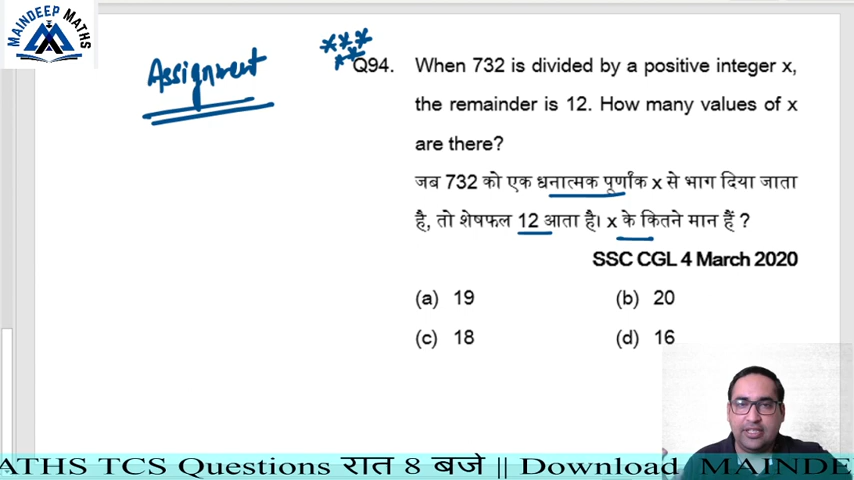 MAINDEEP MATHS
Assignment
Q94. When 732 is divided by a positive integer x,
the remainder is 12. How many values of x
are there?
जब 732 को एक धनात्मक पूर्णांक x से भाग दिया जाता
है, तो शेषफल 12 आता है। x के कितने मान हैं ?
SSC CGL 4 March 2020
(a) 19 (b) 20
(c) 18 (d) 16
ATHS TCS Questions रात 8 बजे || Download MAINDE